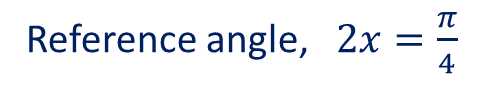 Reference angle, 2x = π/4